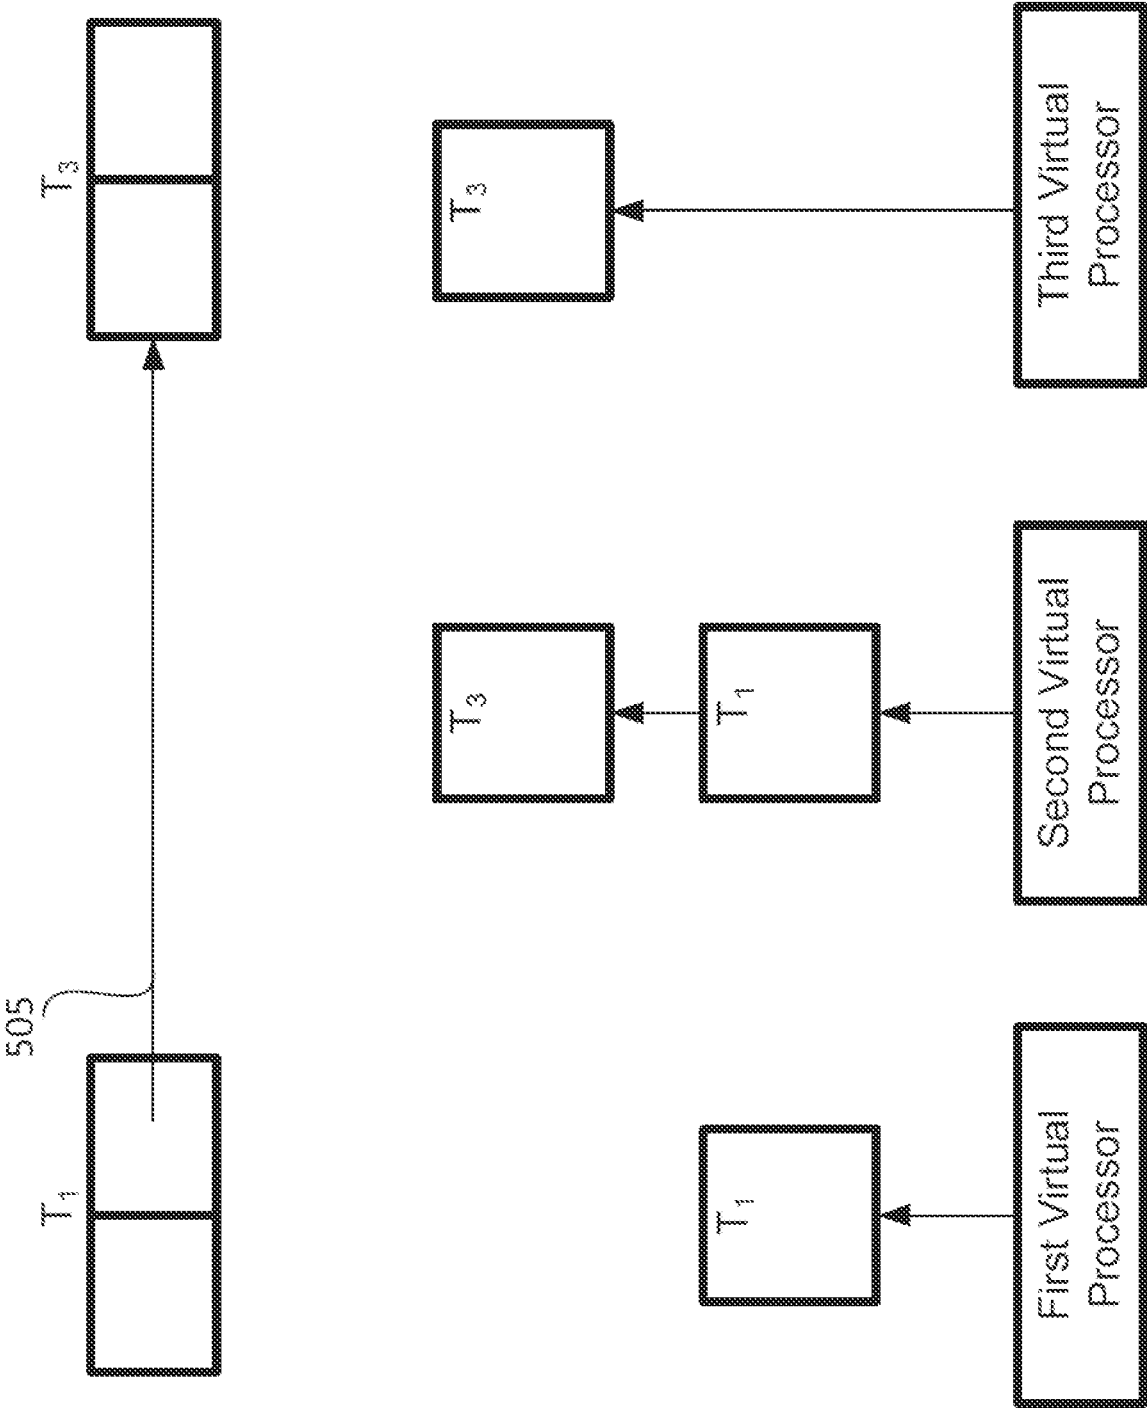 505
T₁
T₃
T₃
T₃
T₁
T₁
First Virtual
Processor
Second Virtual
Processor
Third Virtual
Processor